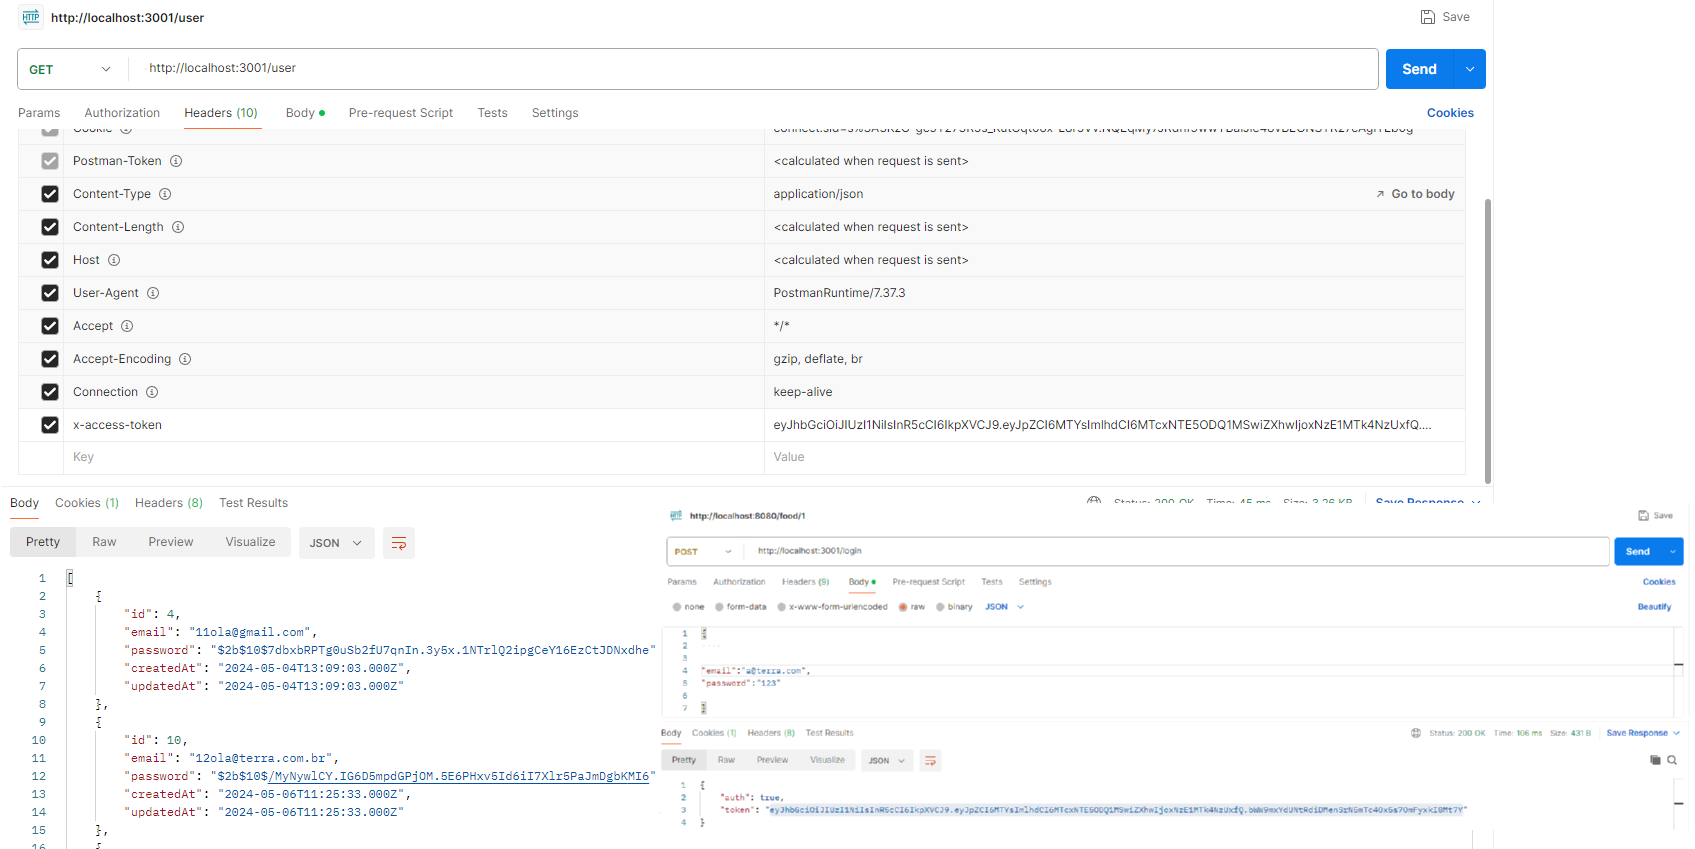 HTTP http://localhost:3001/user Save
GET http://localhost:3001/user Send
Params Authorization Headers (10) Body Pre-request Script Tests Settings Cookies
Cookie
Postman-Token <calculated when request is sent>
Content-Type application/json Go to body
Content-Length <calculated when request is sent>
Host <calculated when request is sent>
User-Agent PostmanRuntime/7.37.3
Accept */*
Accept-Encoding gzip, deflate, br
Connection keep-alive
x-access-token eyJhbGciOiJIUzI1NiIsInR5cCI6IkpXVCJ9.eyJpZCI6MTYsImlhdCI6MTcxNTE5ODQ1MSwiZXhwIjoxNzE1MTk4NzUxfQ....
Key Value
Body Cookies (1) Headers (8) Test Results Status: 200 OK Time: 45 ms Size: 3.26 KB Save Response
Pretty Raw Preview Visualize JSON
1 [
2 {
3 "id": 4,
4 "email": "11ola@gmail.com",
5 "password": "$2b$10$7dbxbRPTg0uSb2fU7qnIn.3y5x.1NTrlQ2ipgCeY16EzCtJDNxdhe"
6 "createdAt": "2024-05-04T13:09:03.000Z",
7 "updatedAt": "2024-05-04T13:09:03.000Z"
8 },
9 {
10 "id": 10,
11 "email": "12ola@terra.com.br",
12 "password": "$2b$10$/MyNywlCY.IG6D5mpdGPjOM.5E6PHxv5Id6iI7Xlr5PaJmDgbKMI6"
13 "createdAt": "2024-05-06T11:25:33.000Z",
14 "updatedAt": "2024-05-06T11:25:33.000Z"
15 },
16 {
HTTP http://localhost:8080/food/1 Save
POST http://localhost:3001/login Send
Params Authorization Headers (9) Body Pre-request Script Tests Settings Cookies
none form-data x-www-form-urlencoded raw binary JSON Beautify
1 {
2
3
4 "email":"a@terra.com",
5 "password":"123"
6
7 }
Body Cookies (1) Headers (8) Test Results Status: 200 OK Time: 106 ms Size: 431 B Save Response
Pretty Raw Preview Visualize JSON
1 {
2 "auth": true,
3 "token":
4 }